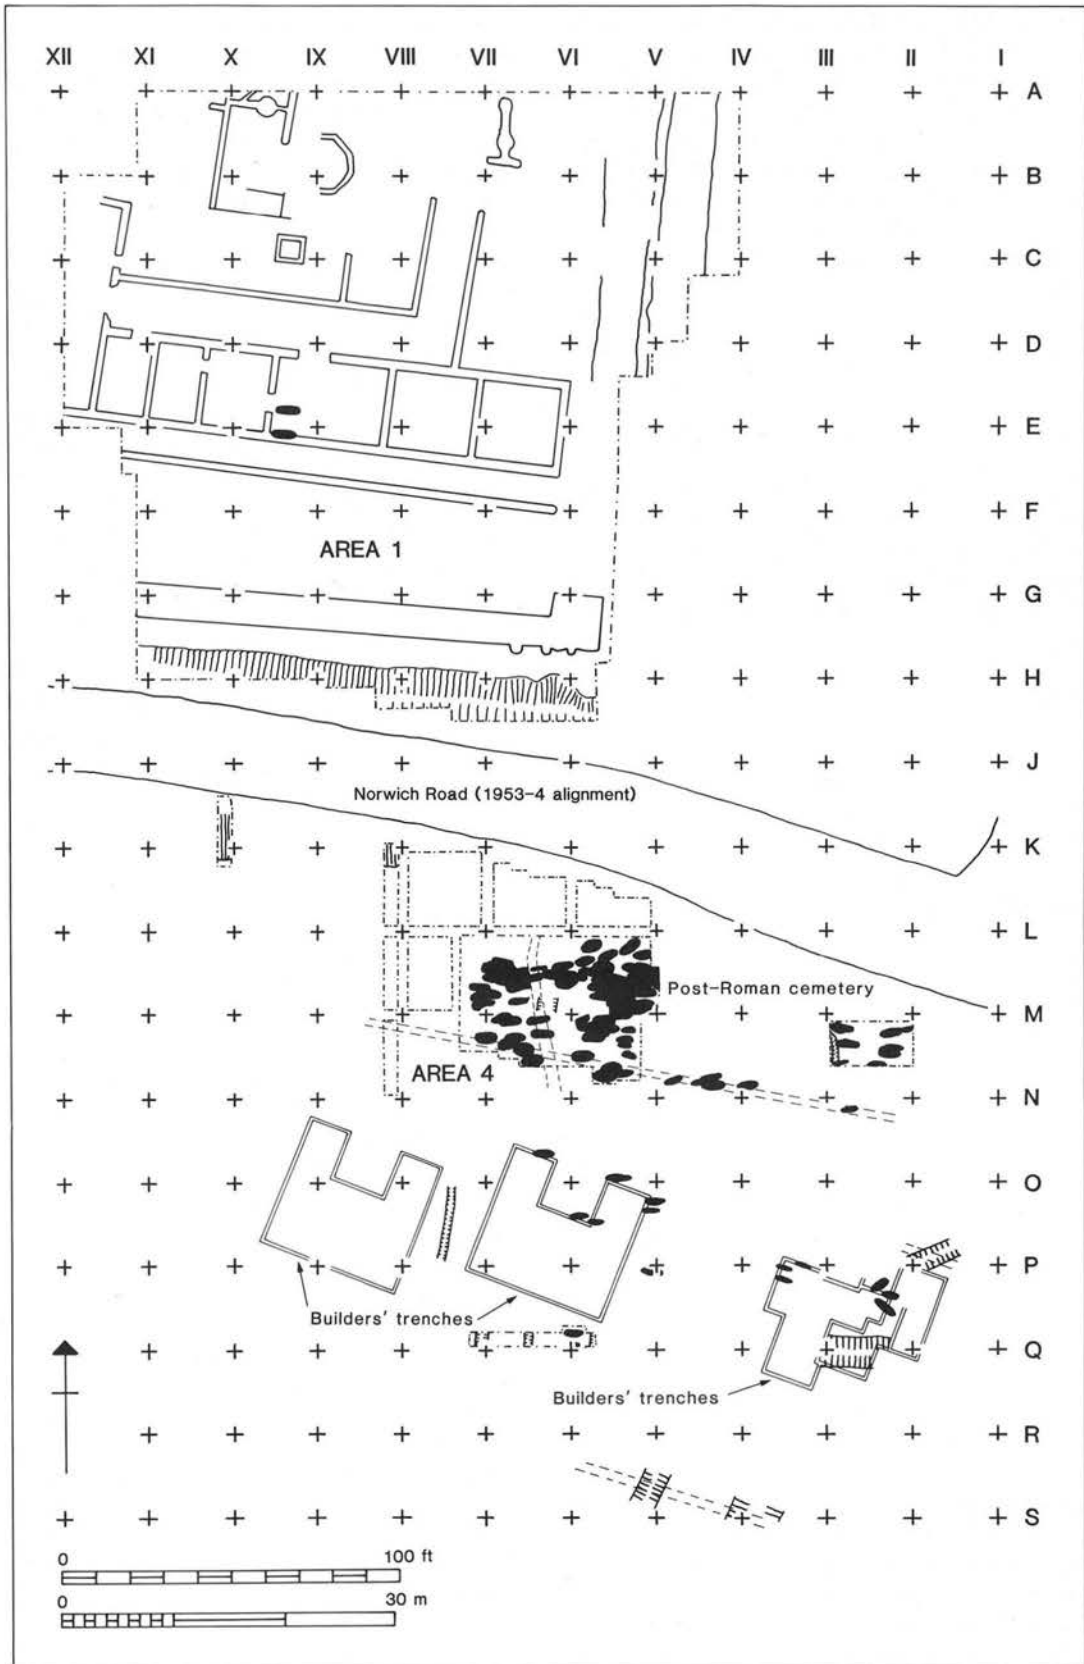 XII XI X IX VIII VII VI V IV III II I
A
B
C
D
E
F
AREA 1
G
H
J
Norwich Road (1953-4 alignment)
K
L
Post-Roman cemetery
M
AREA 4
N
O
P
Builders' trenches
Q
Builders' trenches
R
S
0 100 ft
0 30 m